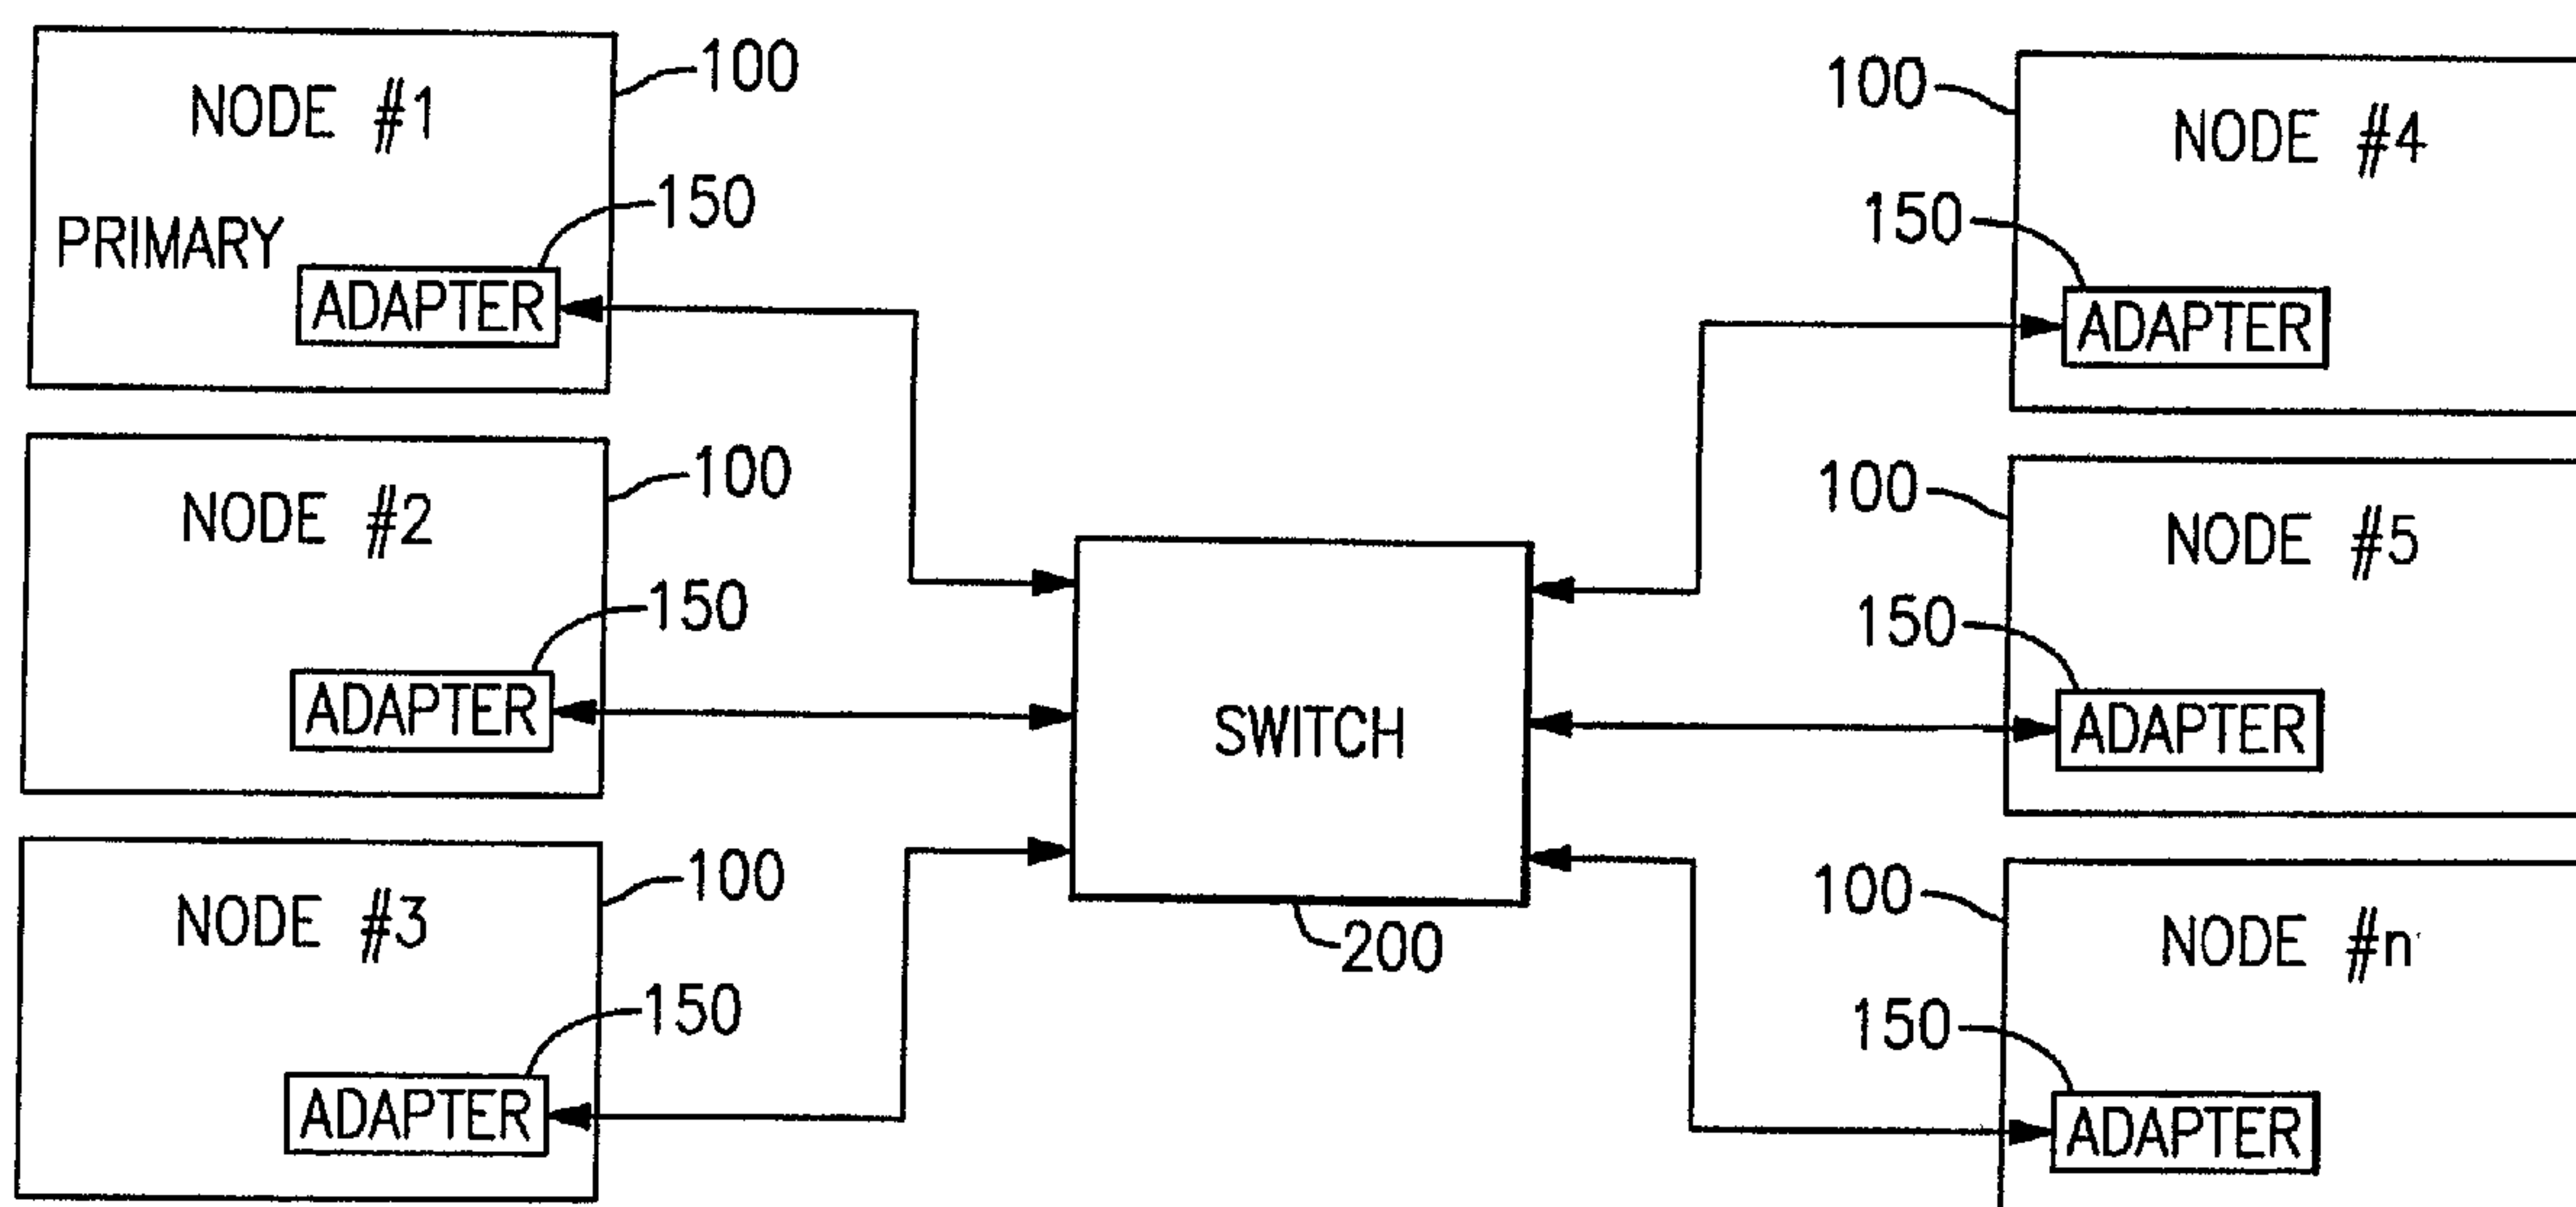 NODE #1
100
150
PRIMARY
ADAPTER
NODE #2
100
150
ADAPTER
NODE #3
100
150
ADAPTER
SWITCH
200
100
NODE #4
150
ADAPTER
100
NODE #5
150
ADAPTER
100
NODE #n
150
ADAPTER